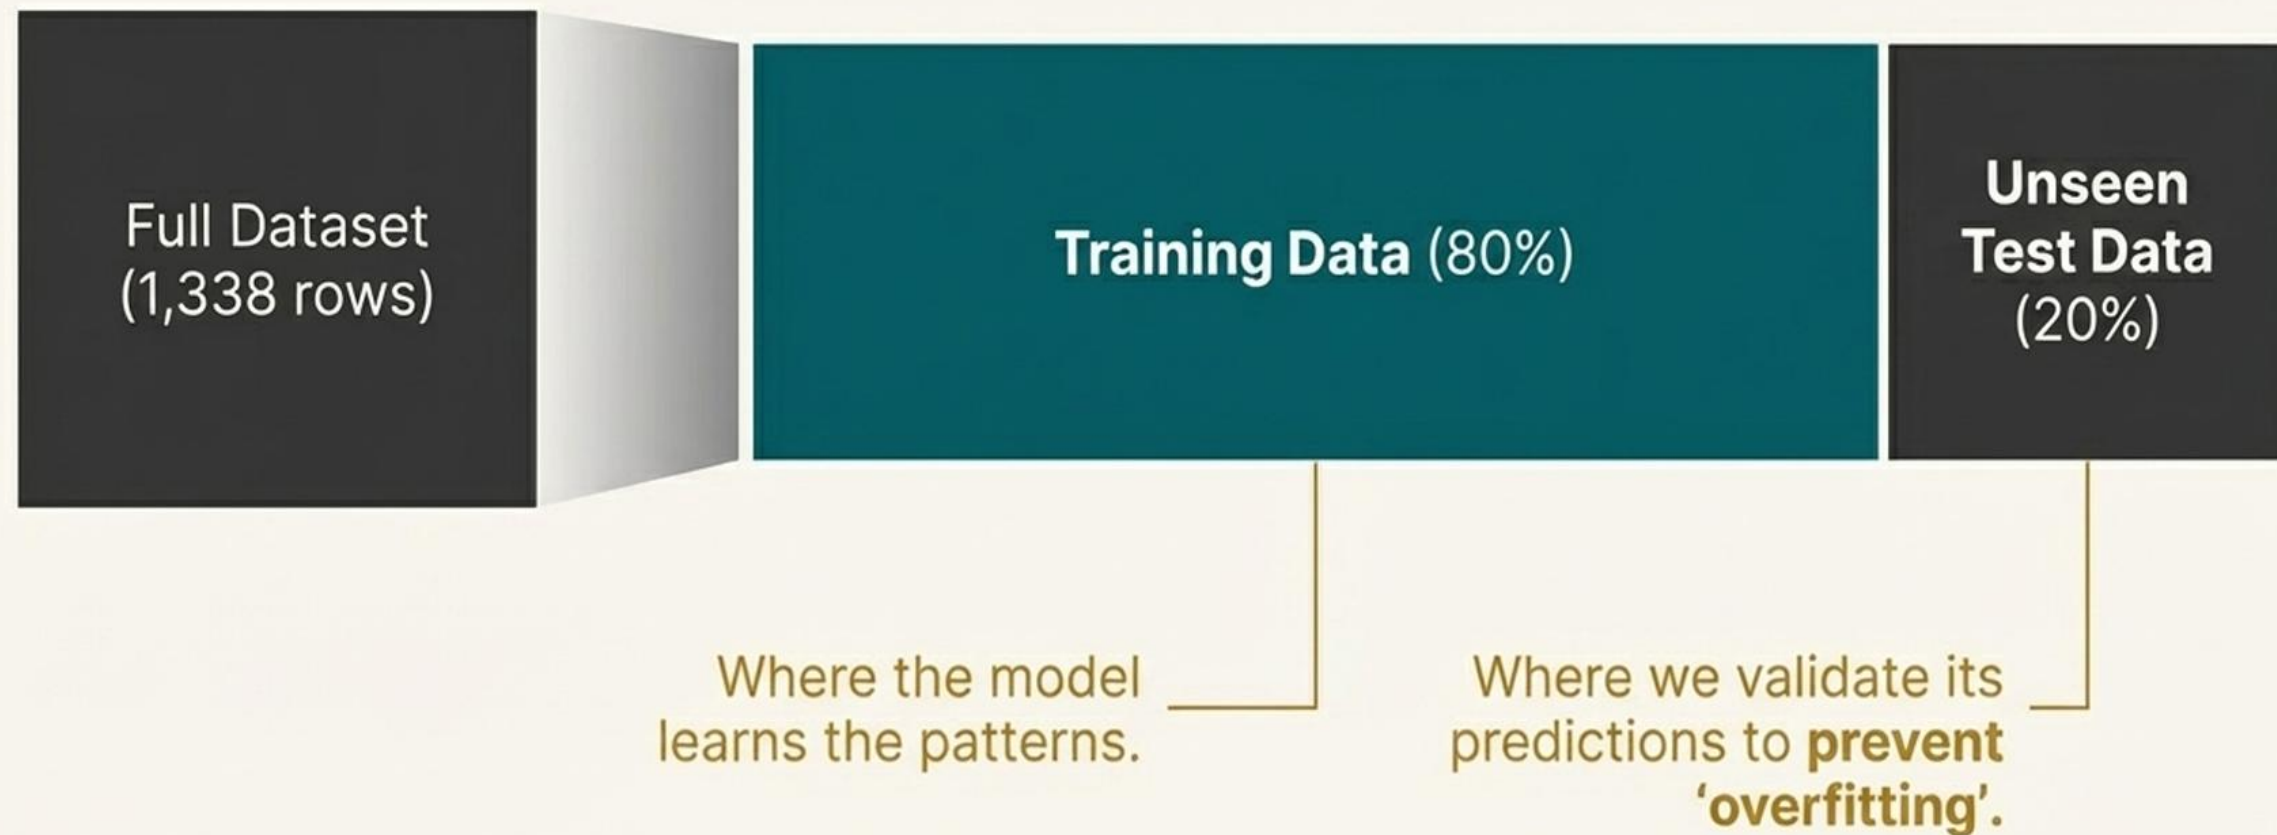 Full Dataset
(1,338 rows)
Training Data (80%)
Unseen
Test Data
(20%)
Where the model
learns the patterns.
Where we validate its
predictions to prevent
‘overfitting’.